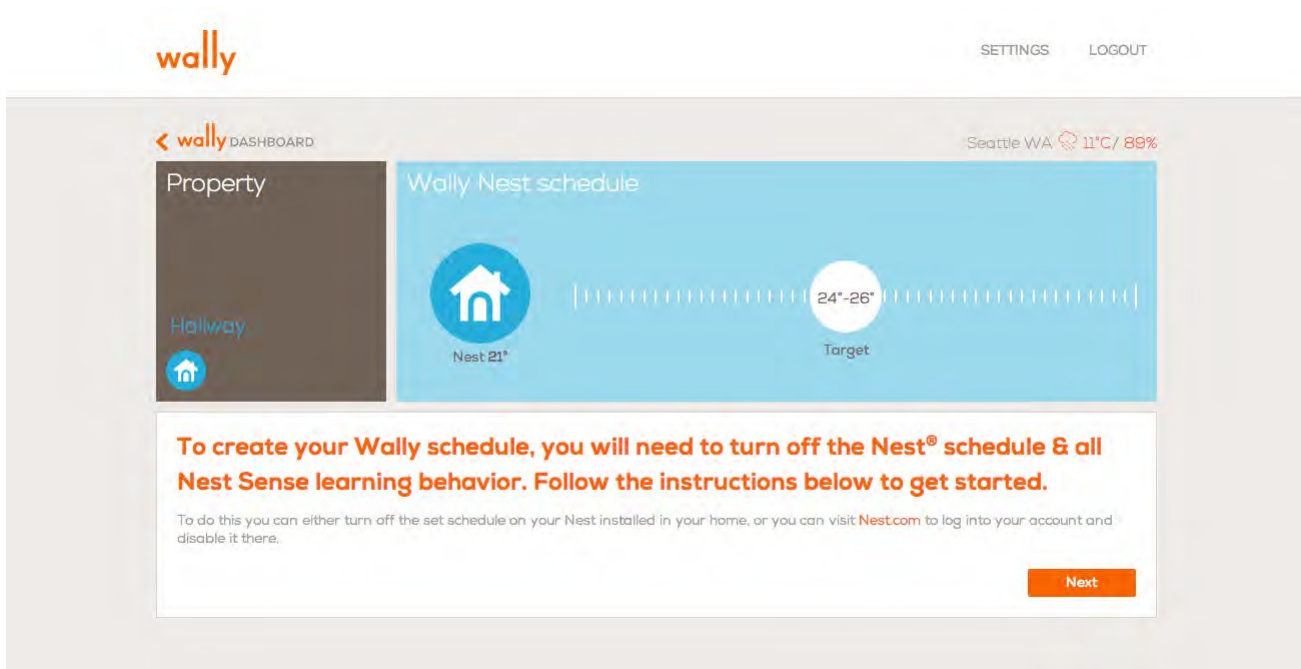 wally
SETTINGS LOGOUT
wally DASHBOARD
Seattle WA 11°C/ 89%
Property
Wally Nest schedule
24°-26°
Hallway
Nest 21°
Target
To create your Wally schedule, you will need to turn off the Nest® schedule & all
Nest Sense learning behavior. Follow the instructions below to get started.
To do this you can either turn off the set schedule on your Nest installed in your home, or you can visit Nest.com to log into your account and
disable it there.
Next